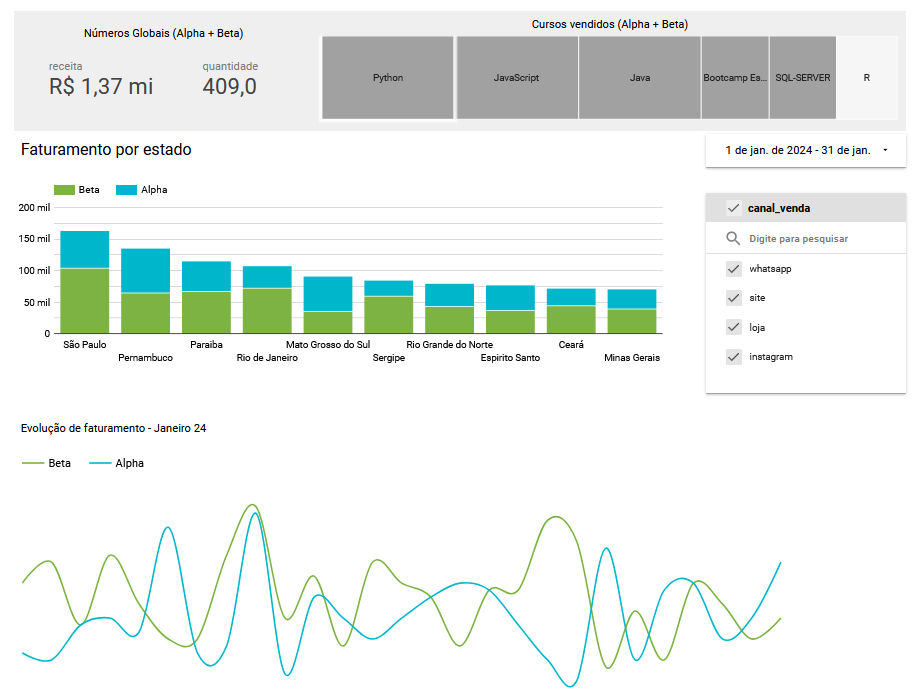 Números Globais (Alpha + Beta)
receita
R$ 1,37 mi
quantidade
409,0
Cursos vendidos (Alpha + Beta)
Python
JavaScript
Java
Bootcamp Es...
SQL-SERVER
R
Faturamento por estado
1 de jan. de 2024 - 31 de jan.
Beta
Alpha
200 mil
150 mil
100 mil
50 mil
0
São Paulo
Pernambuco
Paraiba
Rio de Janeiro
Mato Grosso do Sul
Sergipe
Rio Grande do Norte
Espirito Santo
Ceará
Minas Gerais
canal_venda
Digite para pesquisar
whatsapp
site
loja
instagram
Evolução de faturamento - Janeiro 24
Beta
Alpha